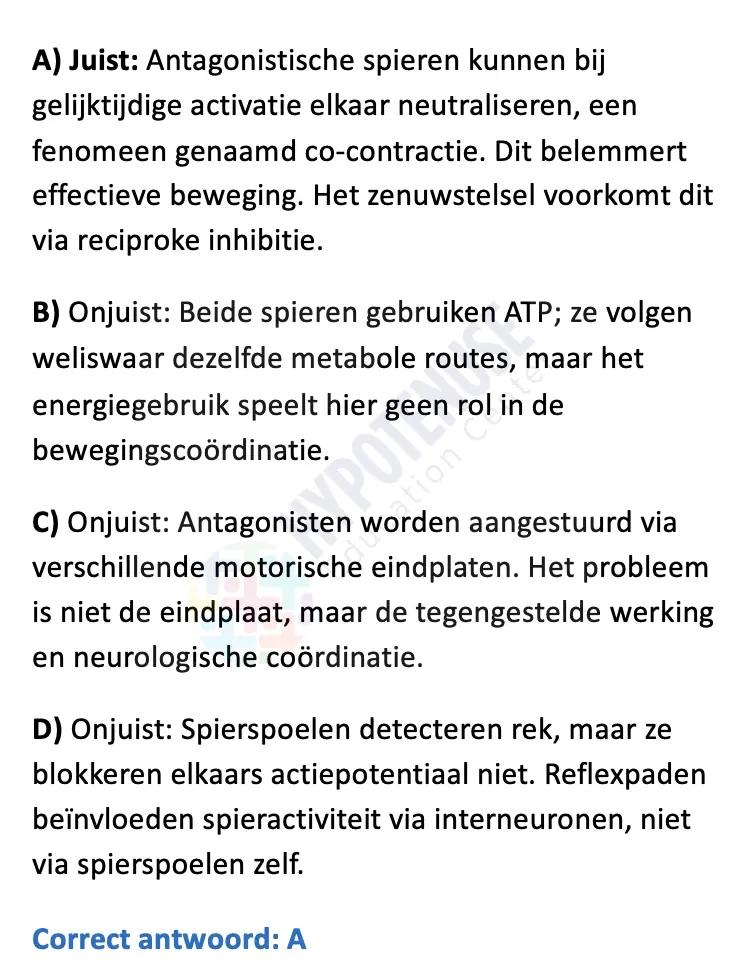 A) Juist: Antagonistische spieren kunnen bij
gelijktijdige activatie elkaar neutraliseren, een
fenomeen genaamd co-contractie. Dit belemmert
effectieve beweging. Het zenuwstelsel voorkomt dit
via reciproke inhibitie.
B) Onjuist: Beide spieren gebruiken ATP; ze volgen
weliswaar dezelfde metabole routes, maar het
energiegebruik speelt hier geen rol in de
bewegingscoördinatie.
C) Onjuist: Antagonisten worden aangestuurd via
verschillende motorische eindplaten. Het probleem
is niet de eindplaat, maar de tegengestelde werking
en neurologische coördinatie.
D) Onjuist: Spierspoelen detecteren rek, maar ze
blokkeren elkaars actiepotentiaal niet. Reflexpaden
beïnvloeden spieractiviteit via interneuronen, niet
via spierspoelen zelf.
Correct antwoord: A
HYPOTENUSE
Education Center